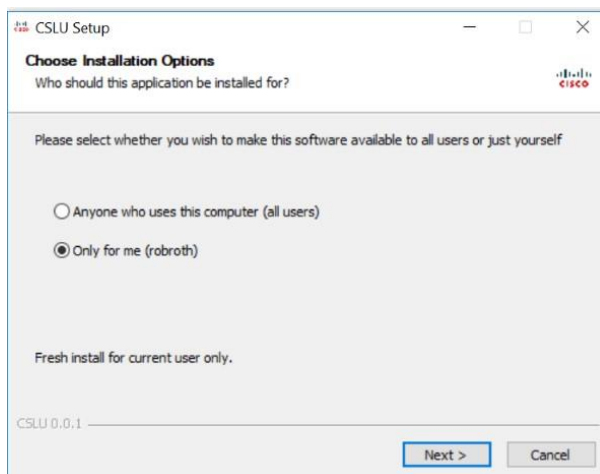 CSLU Setup
Choose Installation Options
Who should this application be installed for?
CISCO
Please select whether you wish to make this software available to all users or just yourself
Anyone who uses this computer (all users)
Only for me (robroth)
Fresh install for current user only.
CSLU 0.0.1
Next >
Cancel